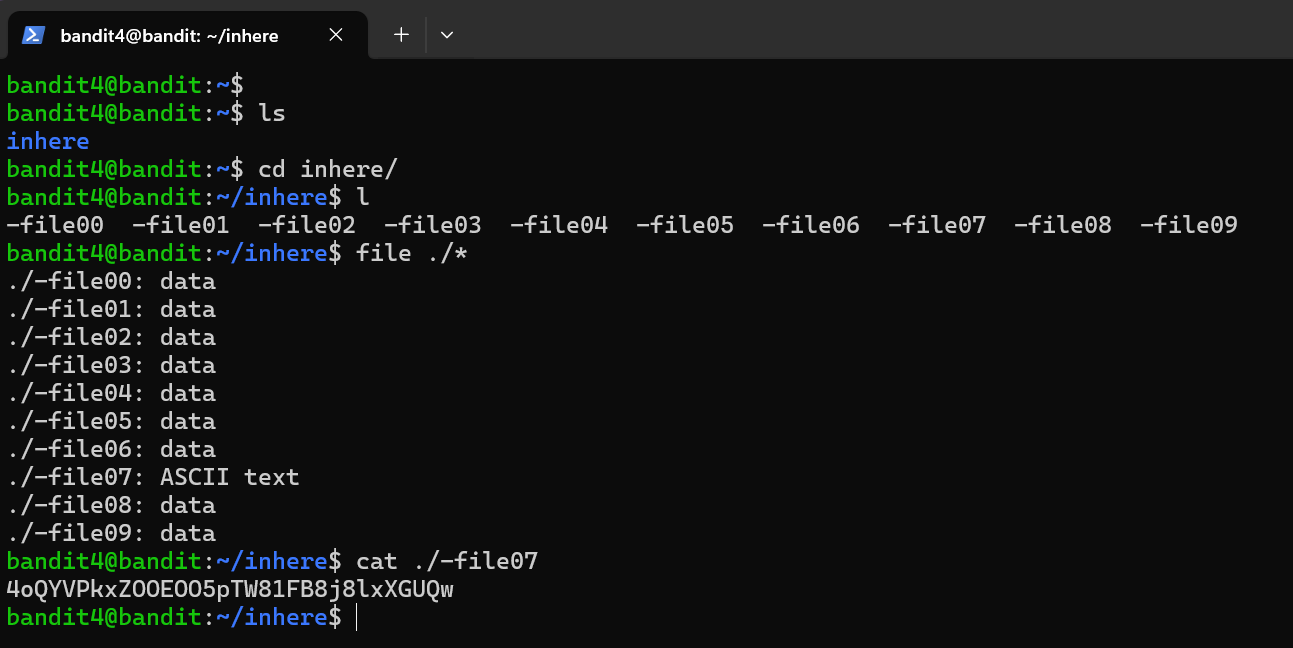 bandit4@bandit: ~/inhere
bandit4@bandit:~$
bandit4@bandit:~$ ls
inhere
bandit4@bandit:~$ cd inhere/
bandit4@bandit:~/inhere$ l
-file00  -file01  -file02  -file03  -file04  -file05  -file06  -file07  -file08  -file09
bandit4@bandit:~/inhere$ file ./*
./-file00: data
./-file01: data
./-file02: data
./-file03: data
./-file04: data
./-file05: data
./-file06: data
./-file07: ASCII text
./-file08: data
./-file09: data
bandit4@bandit:~/inhere$ cat ./-file07
4oQYVPkxZOOEOO5pTW81FB8j8lxXGUQw
bandit4@bandit:~/inhere$